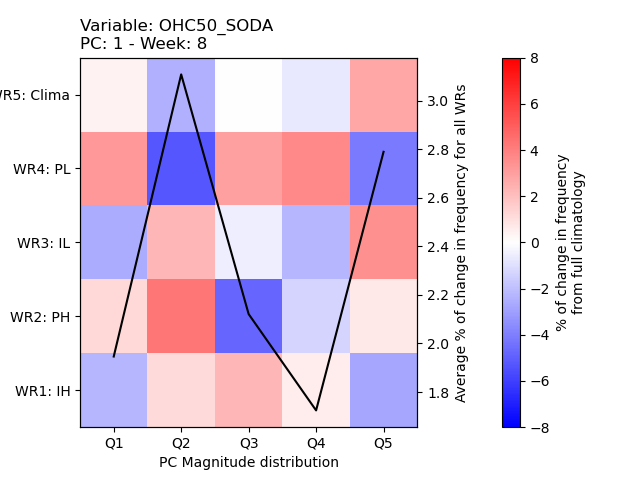 Variable: OHC50_SODA
PC: 1 - Week: 8
R5: Clima
WR4: PL
WR3: IL
WR2: PH
WR1: IH
Q1 Q2 Q3 Q4 Q5
PC Magnitude distribution
3.0
2.8
2.6
2.4
2.2
2.0
1.8
Average % of change in frequency for all WRs
8
6
4
2
0
−2
−4
−6
−8
% of change in frequency
from full climatology